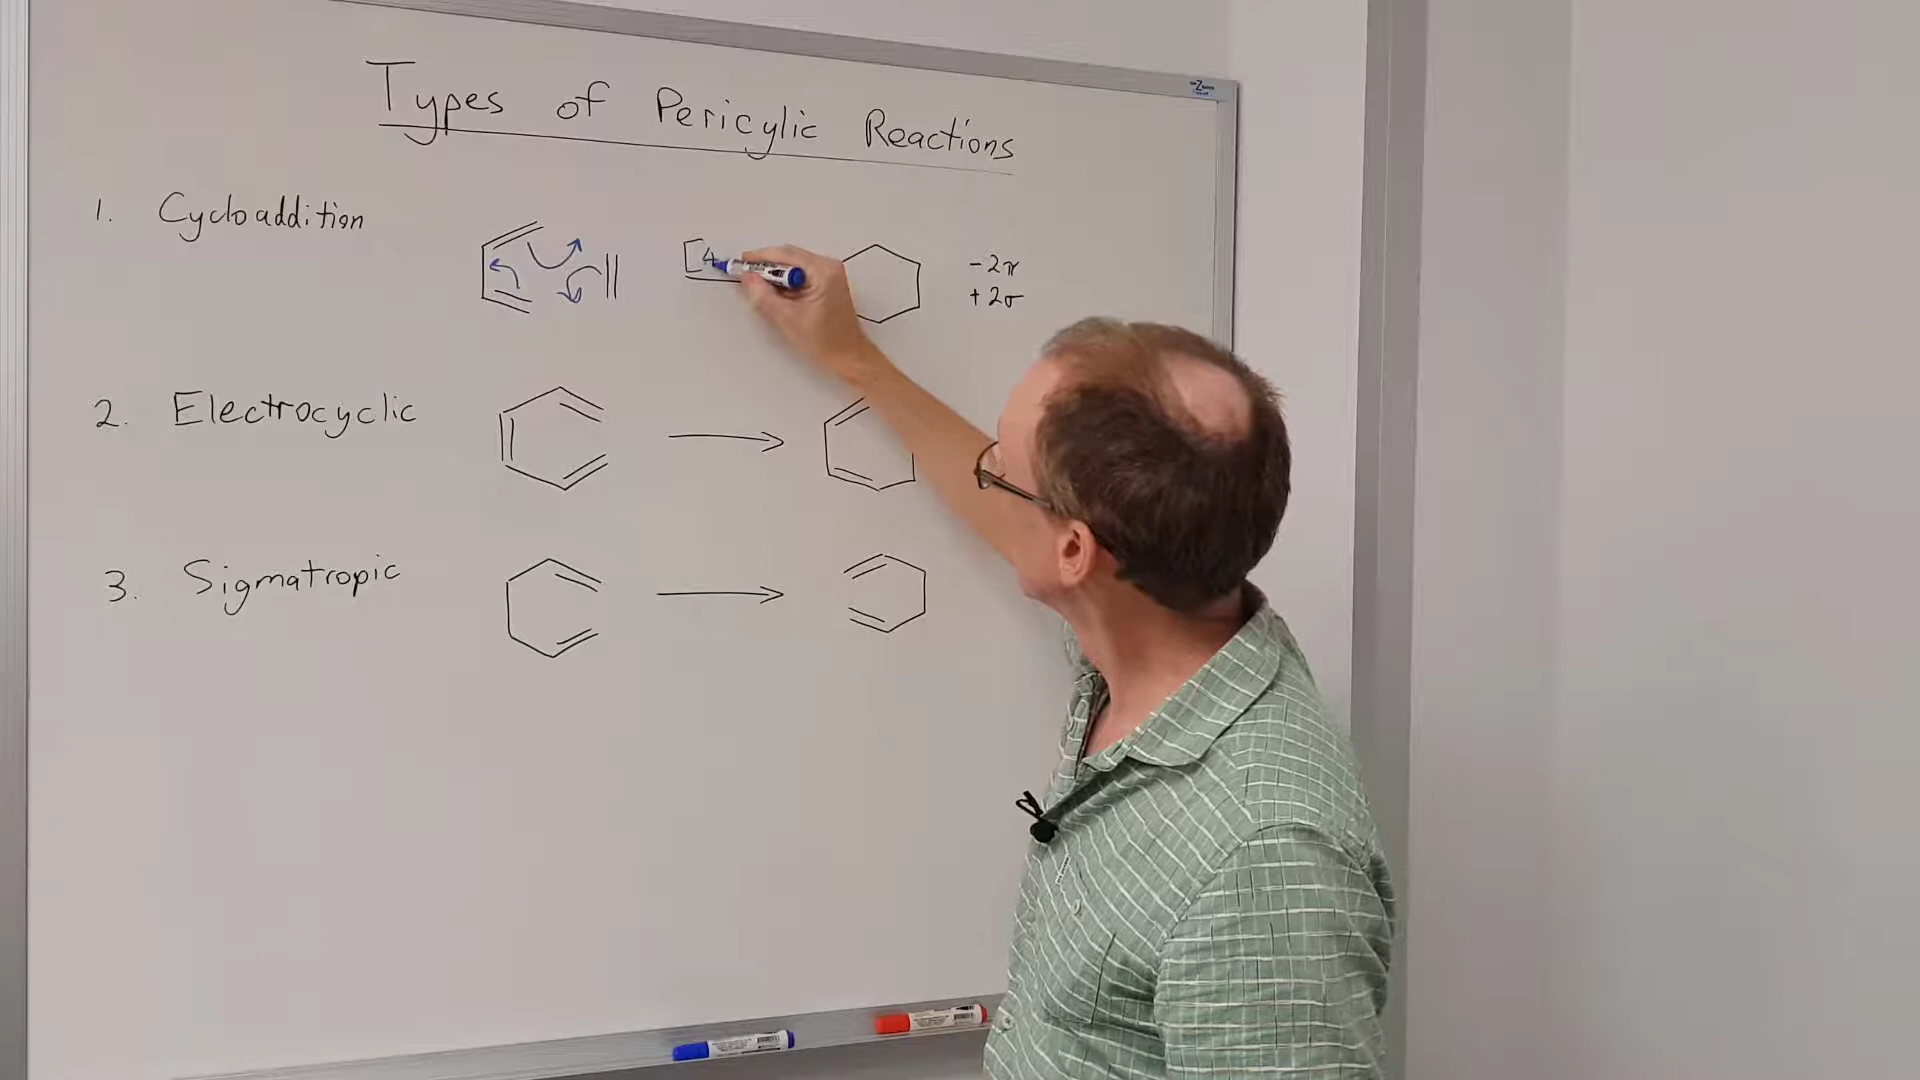 Types of Pericylic Reactions
1. Cycloaddition
[4
-2π
+2σ
2. Electrocyclic
3. Sigmatropic